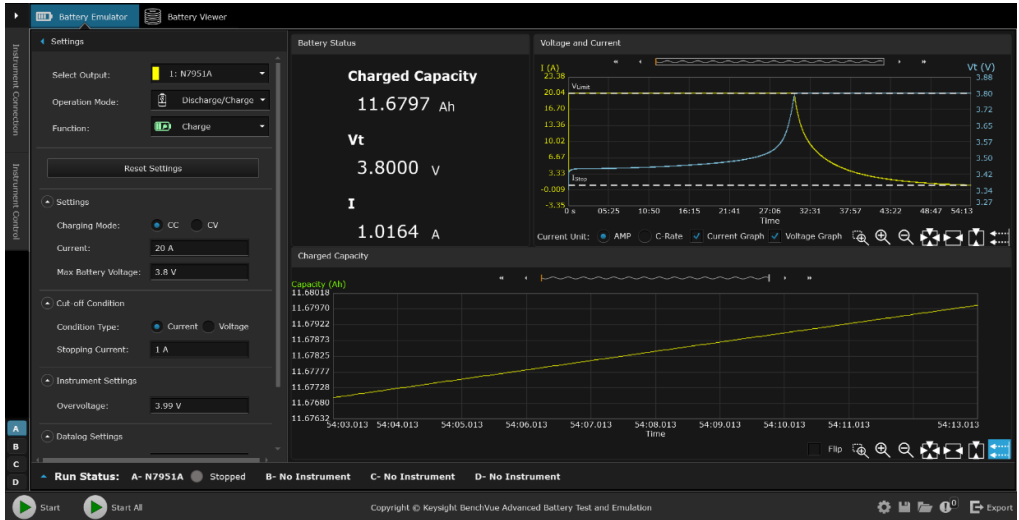 Battery Emulator
Battery Viewer
Instrument Connection
Instrument Control
Settings
Select Output: 1: N7951A
Operation Mode: Discharge/Charge
Function: Charge
Reset Settings
Settings
Charging Mode: CC CV
Current: 20 A
Max Battery Voltage: 3.8 V
Cut-off Condition
Condition Type: Current Voltage
Stopping Current: 1 A
Instrument Settings
Overvoltage: 3.99 V
Datalog Settings
Battery Status
Charged Capacity
11.6797 Ah
Vt
3.8000 V
I
1.0164 A
Voltage and Current
I (A)
Vt (V)
23.38
20.04
16.70
13.36
10.02
6.67
3.33
-0.009
-3.35
VLimit
IStop
3.88
3.80
3.72
3.65
3.57
3.50
3.42
3.34
3.27
0 s 05:25 10:50 16:15 21:41 27:06 32:31 37:57 43:22 48:47 54:13
Time
Current Unit: AMP C-Rate Current Graph Voltage Graph
Charged Capacity
Capacity (Ah)
11.68018
11.67970
11.67922
11.67873
11.67825
11.67777
11.67728
11.67680
11.67632
54:03.013 54:04.013 54:05.013 54:06.013 54:07.013 54:08.013 54:09.013 54:10.013 54:11.013 54:13.013
Time
Flip
A
B
C
D
Run Status: A- N7951A Stopped B- No Instrument C- No Instrument D- No Instrument
Start
Start All
Copyright © Keysight BenchVue Advanced Battery Test and Emulation
0
Export